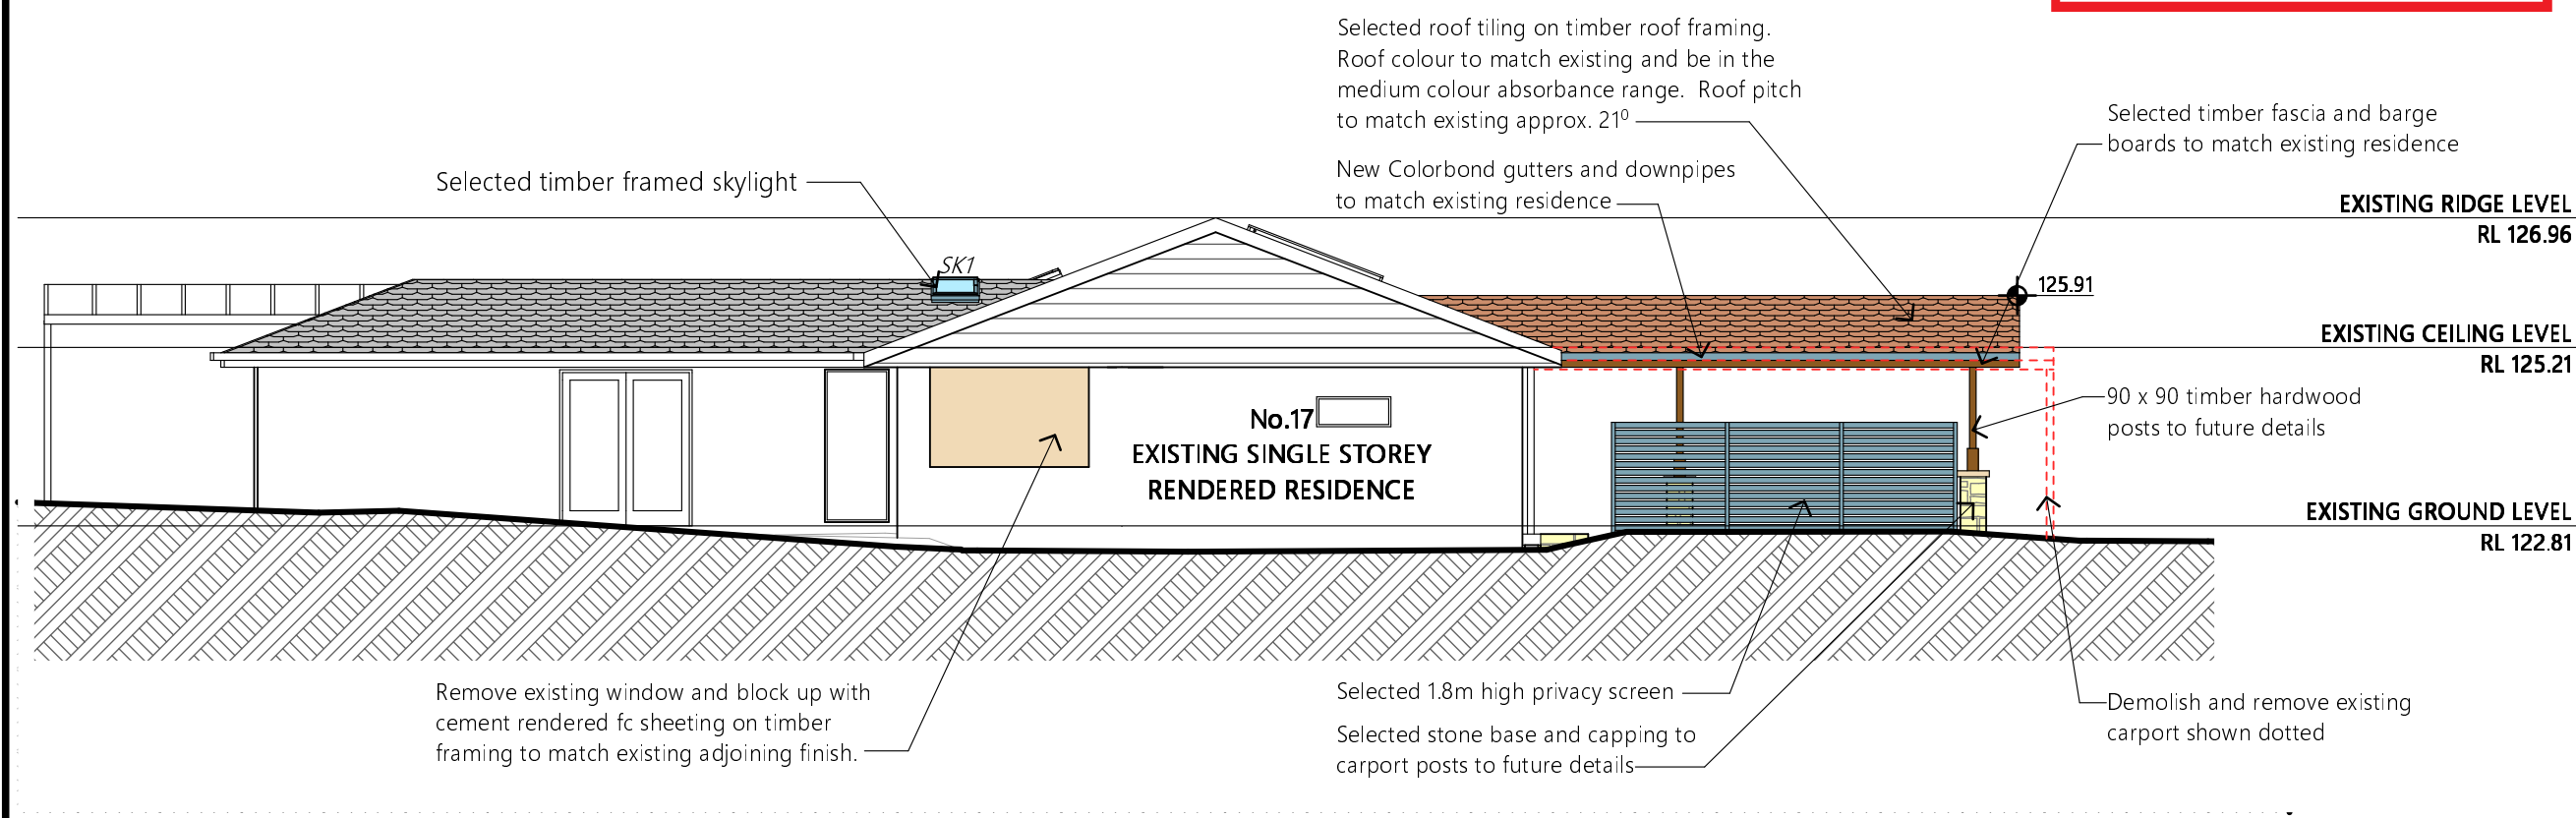 Selected roof tiling on timber roof framing.
Roof colour to match existing and be in the
medium colour absorbance range. Roof pitch
to match existing approx. 21⁰
Selected timber fascia and barge
boards to match existing residence
New Colorbond gutters and downpipes
to match existing residence
Selected timber framed skylight
EXISTING RIDGE LEVEL
RL 126.96
SK1
125.91
EXISTING CEILING LEVEL
RL 125.21
90 x 90 timber hardwood
posts to future details
No.17
EXISTING SINGLE STOREY
RENDERED RESIDENCE
EXISTING GROUND LEVEL
RL 122.81
Remove existing window and block up with
cement rendered fc sheeting on timber
framing to match existing adjoining finish.
Selected 1.8m high privacy screen
Selected stone base and capping to
carport posts to future details
Demolish and remove existing
carport shown dotted